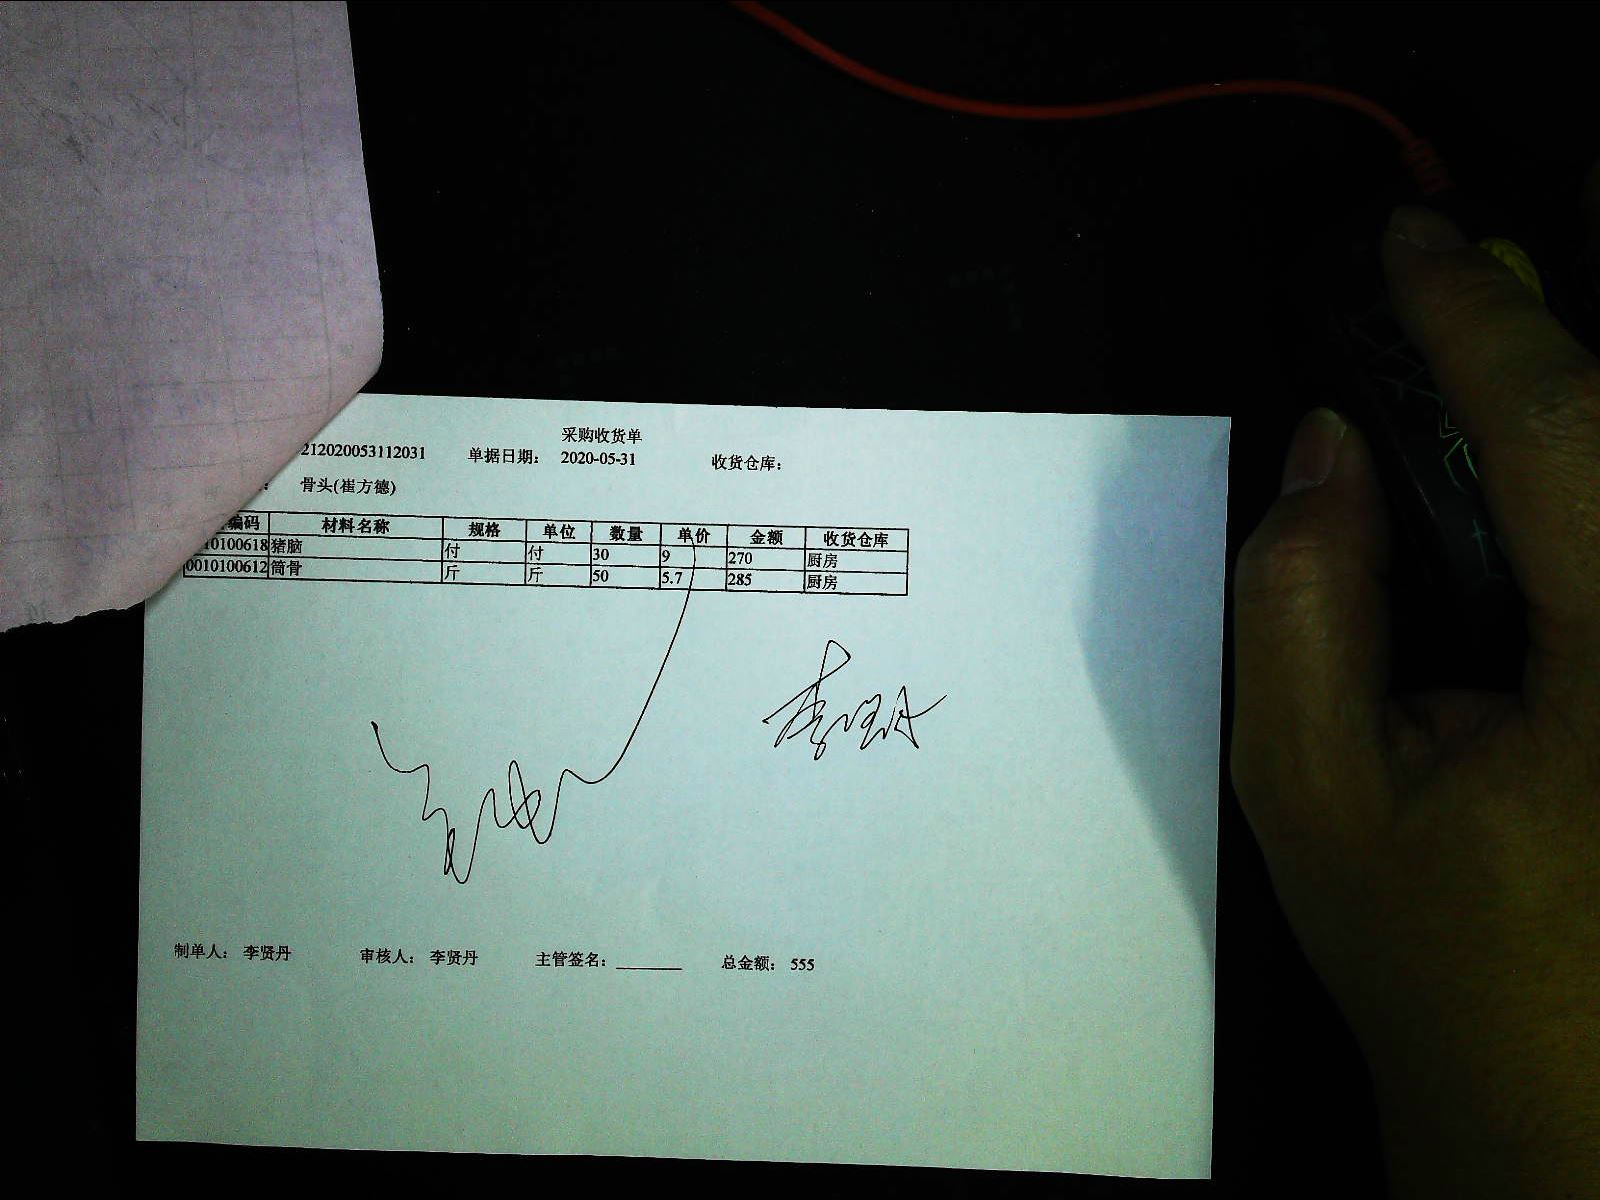 采购收货单
212020053112031 单据日期： 2020-05-31 收货仓库：
： 骨头(崔方德)
编码 材料名称 规格 单位 数量 单价 金额 收货仓库
10100618 猪脑 付 付 30 9 270 厨房
0010100612 筒骨 斤 斤 50 5.7 285 厨房
李贤丹
制单人： 李贤丹 审核人： 李贤丹 主管签名：________ 总金额： 555